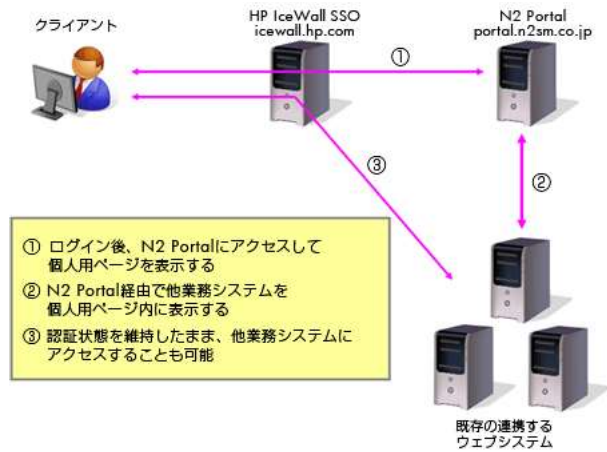 クライアント
HP IceWall SSO
icewall.hp.com
N2 Portal
portal.n2sm.co.jp
①
②
③
① ログイン後、N2 Portalにアクセスして
個人用ページを表示する
② N2 Portal経由で他業務システムを
個人用ページ内に表示する
③ 認証状態を維持したまま、他業務システムに
アクセスすることも可能
既存の連携する
ウェブシステム